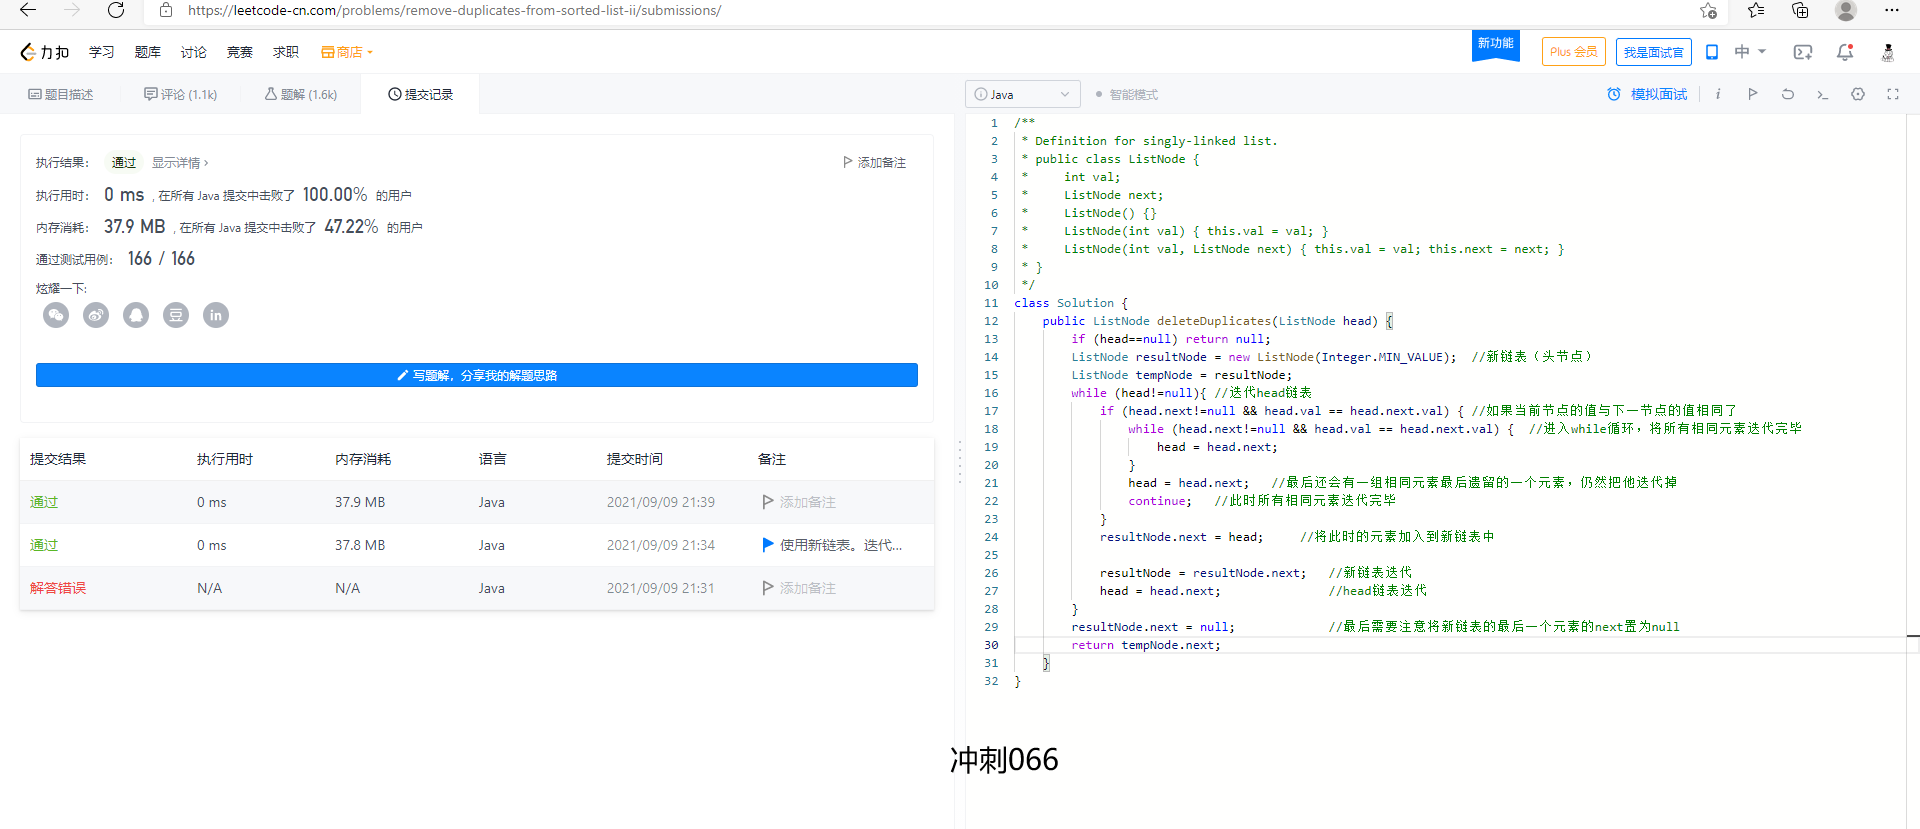 https://leetcode-cn.com/problems/remove-duplicates-from-sorted-list-ii/submissions/
力扣 学习 题库 讨论 竞赛 求职 商店 新功能 Plus 会员 我是面试官 中
题目描述 评论 (1.1k) 题解 (1.6k) 提交记录
执行结果： 通过 显示详情 › 添加备注
执行用时： 0 ms , 在所有 Java 提交中击败了 100.00% 的用户
内存消耗： 37.9 MB , 在所有 Java 提交中击败了 47.22% 的用户
通过测试用例： 166 / 166
炫耀一下:
豆 in
写题解，分享我的解题思路
提交结果 执行用时 内存消耗 语言 提交时间 备注
通过 0 ms 37.9 MB Java 2021/09/09 21:39 添加备注
通过 0 ms 37.8 MB Java 2021/09/09 21:34 使用新链表。迭代...
解答错误 N/A N/A Java 2021/09/09 21:31 添加备注
Java 智能模式 模拟面试 i
1 /**
2 * Definition for singly-linked list.
3 * public class ListNode {
4 *     int val;
5 *     ListNode next;
6 *     ListNode() {}
7 *     ListNode(int val) { this.val = val; }
8 *     ListNode(int val, ListNode next) { this.val = val; this.next = next; }
9 * }
10 */
11 class Solution {
12     public ListNode deleteDuplicates(ListNode head) {
13         if (head==null) return null;
14         ListNode resultNode = new ListNode(Integer.MIN_VALUE);  //新链表（头节点）
15         ListNode tempNode = resultNode;
16         while (head!=null){ //迭代head链表
17             if (head.next!=null && head.val == head.next.val) { //如果当前节点的值与下一节点的值相同了
18                 while (head.next!=null && head.val == head.next.val) {  //进入while循环，将所有相同元素迭代完毕
19                     head = head.next;
20                 }
21                 head = head.next;   //最后还会有一组相同元素最后遗留的一个元素，仍然把他迭代掉
22                 continue;   //此时所有相同元素迭代完毕
23             }
24             resultNode.next = head;     //将此时的元素加入到新链表中
25
26             resultNode = resultNode.next;   //新链表迭代
27             head = head.next;               //head链表迭代
28         }
29         resultNode.next = null;             //最后需要注意将新链表的最后一个元素的next置为null
30         return tempNode.next;
31     }
32 }
冲刺066